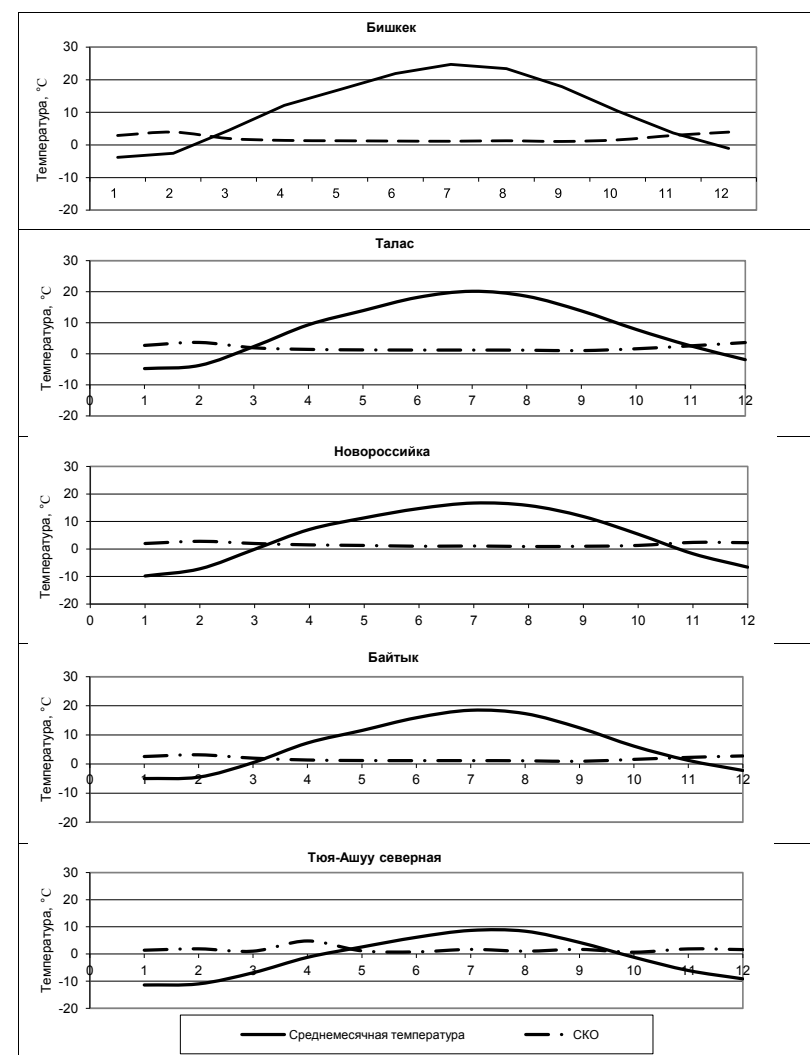 Бишкек
30
20
10
0
-10
-20
Температура, °С
1 2 3 4 5 6 7 8 9 10 11 12
Талас
30
20
10
0
-10
-20
Температура, °С
0 1 2 3 4 5 6 7 8 9 10 11 12
Новороссийка
30
20
10
0
-10
-20
Температура, °С
0 1 2 3 4 5 6 7 8 9 10 11 12
Байтык
30
20
10
0
-10
-20
Температура, °С
0 1 2 3 4 5 6 7 8 9 10 11 12
Тюя-Ашуу северная
30
20
10
0
-10
-20
Температура, °С
0 1 2 3 4 5 6 7 8 9 10 11 12
Среднемесячная температура СКО